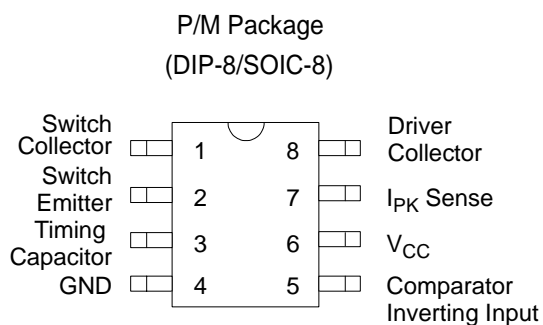 P/M Package
(DIP-8/SOIC-8)
Switch
Collector
1
8
Driver
Collector
Switch
Emitter
2
7
IPK Sense
Timing
Capacitor
3
6
VCC
GND
4
5
Comparator
Inverting Input